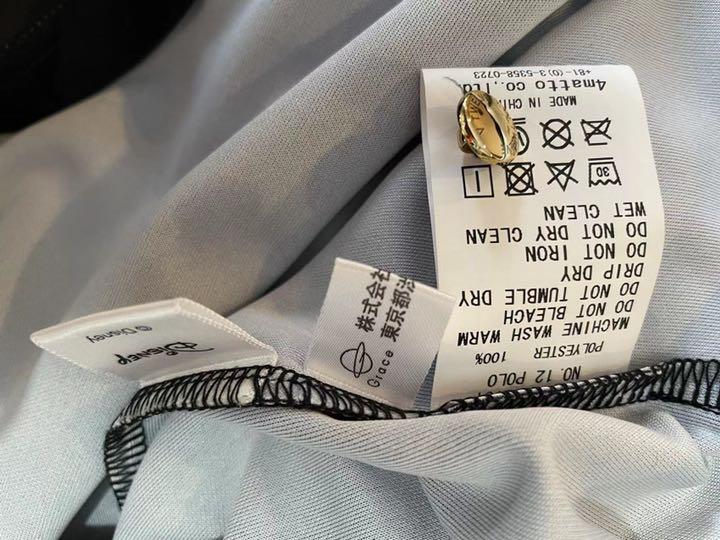 NO. 12 POLO
POLYESTER 100%
MACHINE WASH WARM
DO NOT BLEACH
DO NOT TUMBLE DRY
DRIP DRY
DO NOT IRON
DO NOT DRY CLEAN
WET CLEAN
30
MADE IN
4matto co.,ltd.
+81-(0)3-5358-0723
Grace
株式会社
東京都渋
Disney
© Disney